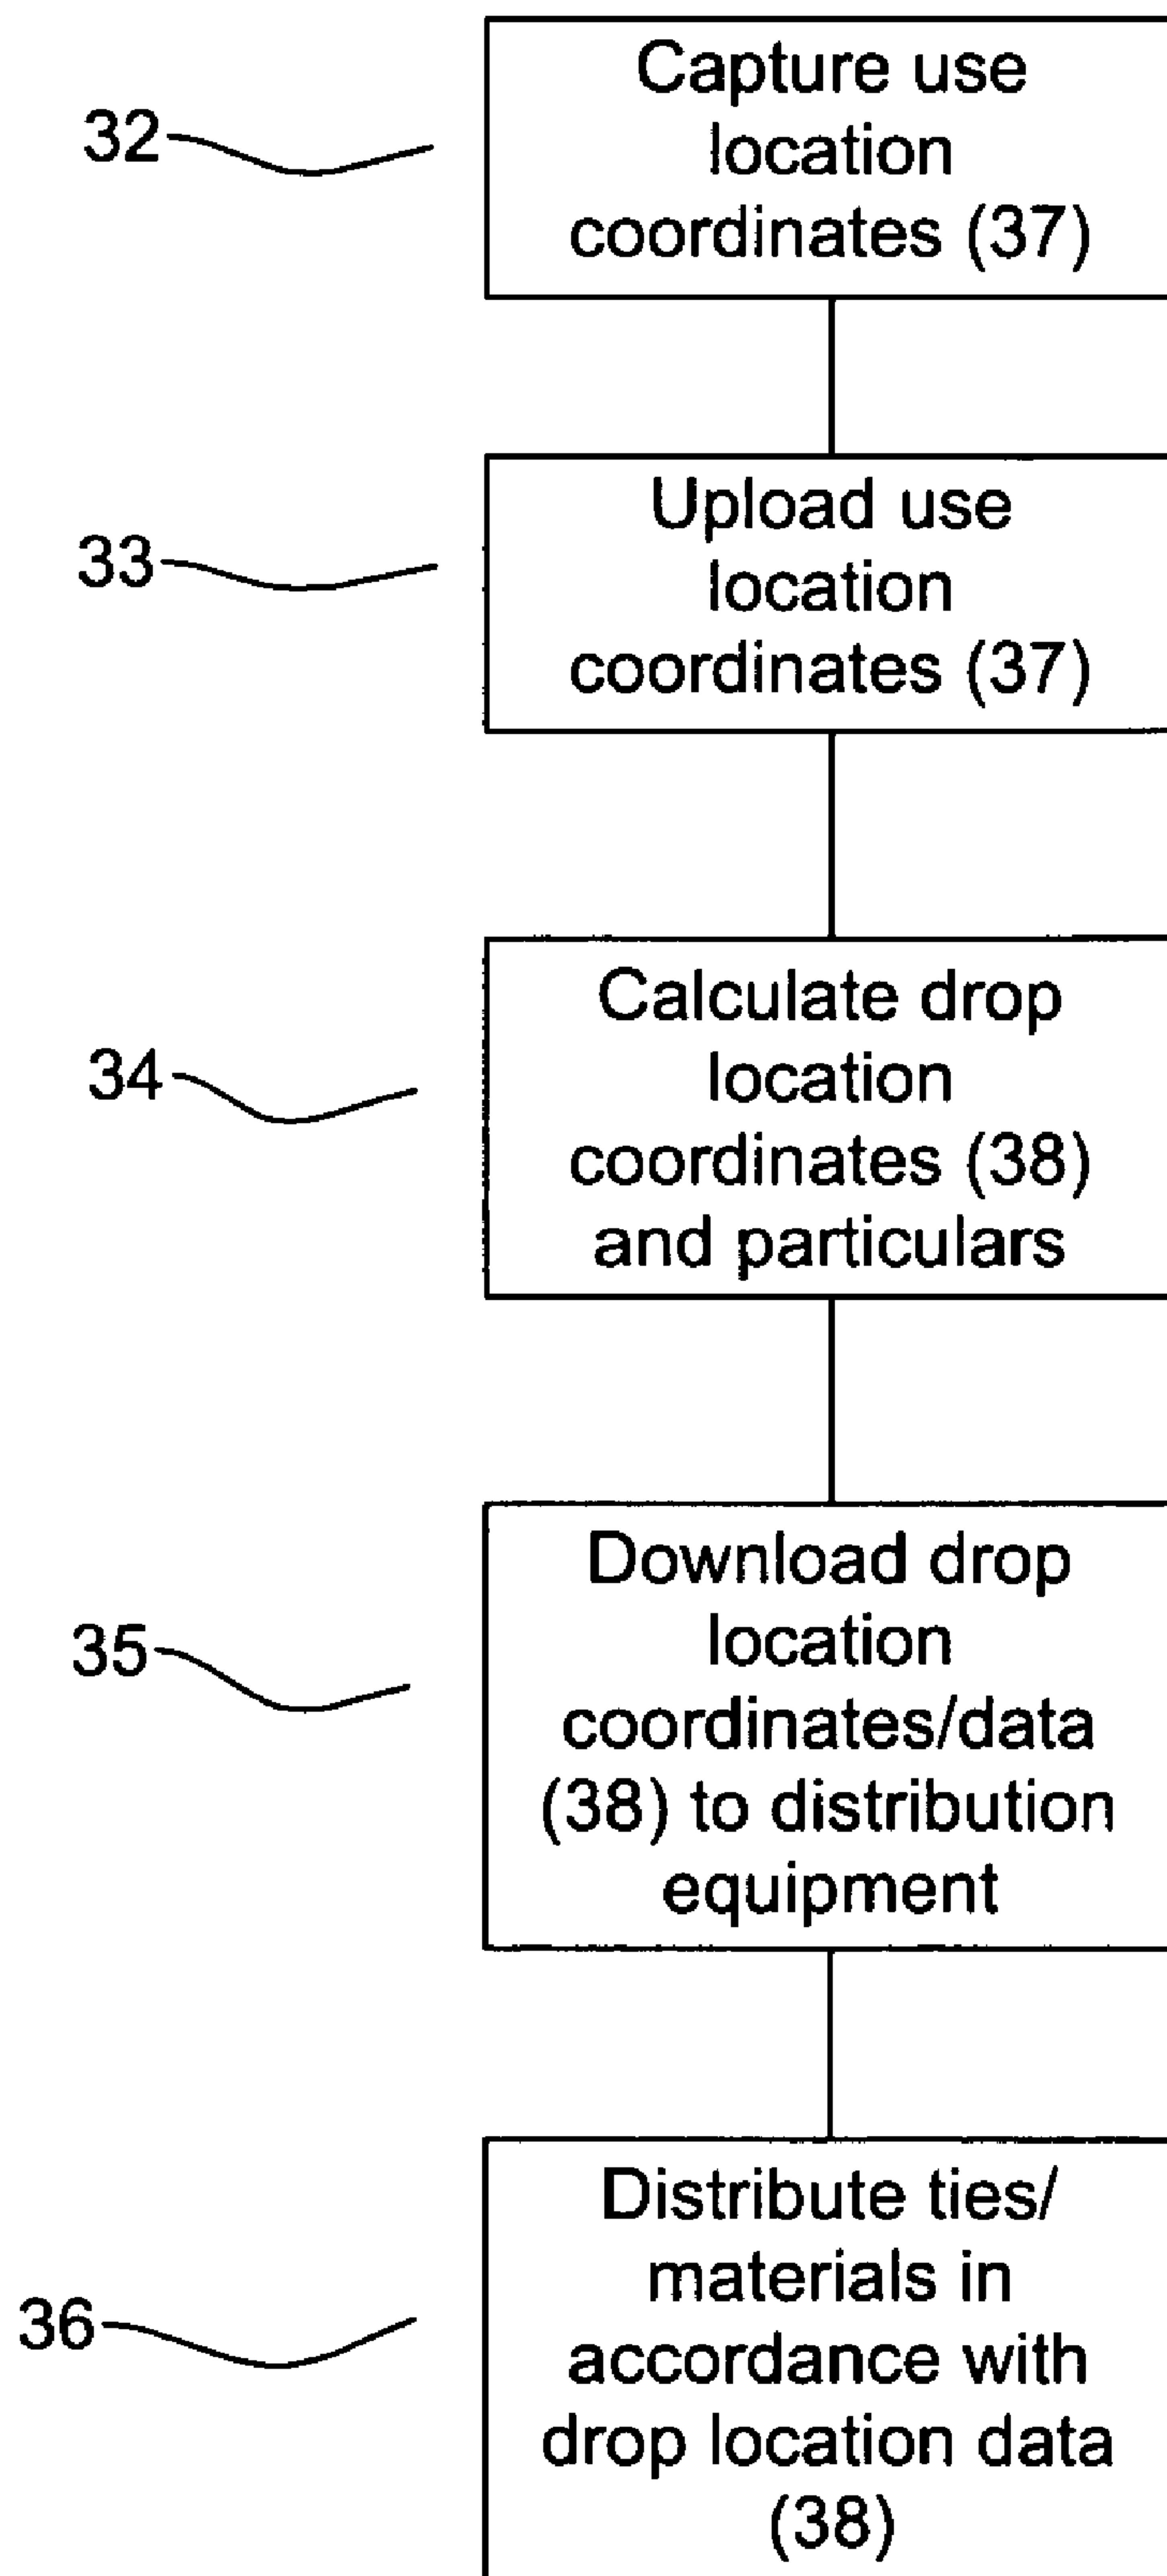 32
Capture use
location
coordinates (37)
33
Upload use
location
coordinates (37)
34
Calculate drop
location
coordinates (38)
and particulars
35
Download drop
location
coordinates/data
(38) to distribution
equipment
36
Distribute ties/
materials in
accordance with
drop location data
(38)